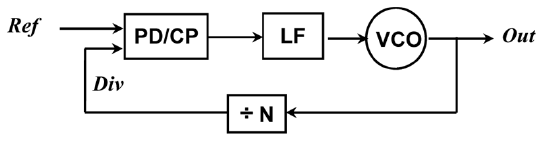 Ref
PD/CP
LF
VCO
Out
Div
÷ N